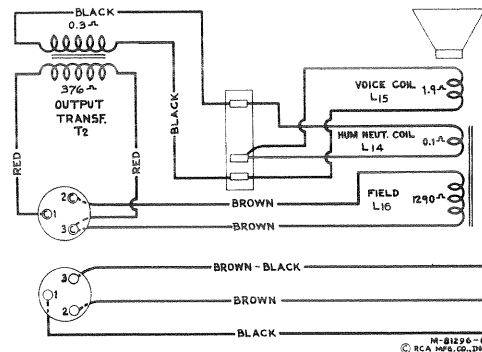 BLACK
0.3Ω
376Ω
OUTPUT
TRANSF.
T2
BLACK
RED
RED
VOICE COIL
L15
1.9Ω
HUM NEUT. COIL
L14
0.1Ω
FIELD
L16
1290Ω
2
1
3
BROWN
BROWN
3
1
2
BROWN-BLACK
BROWN
BLACK
M-81296-
© RCA MFG. CO., IN